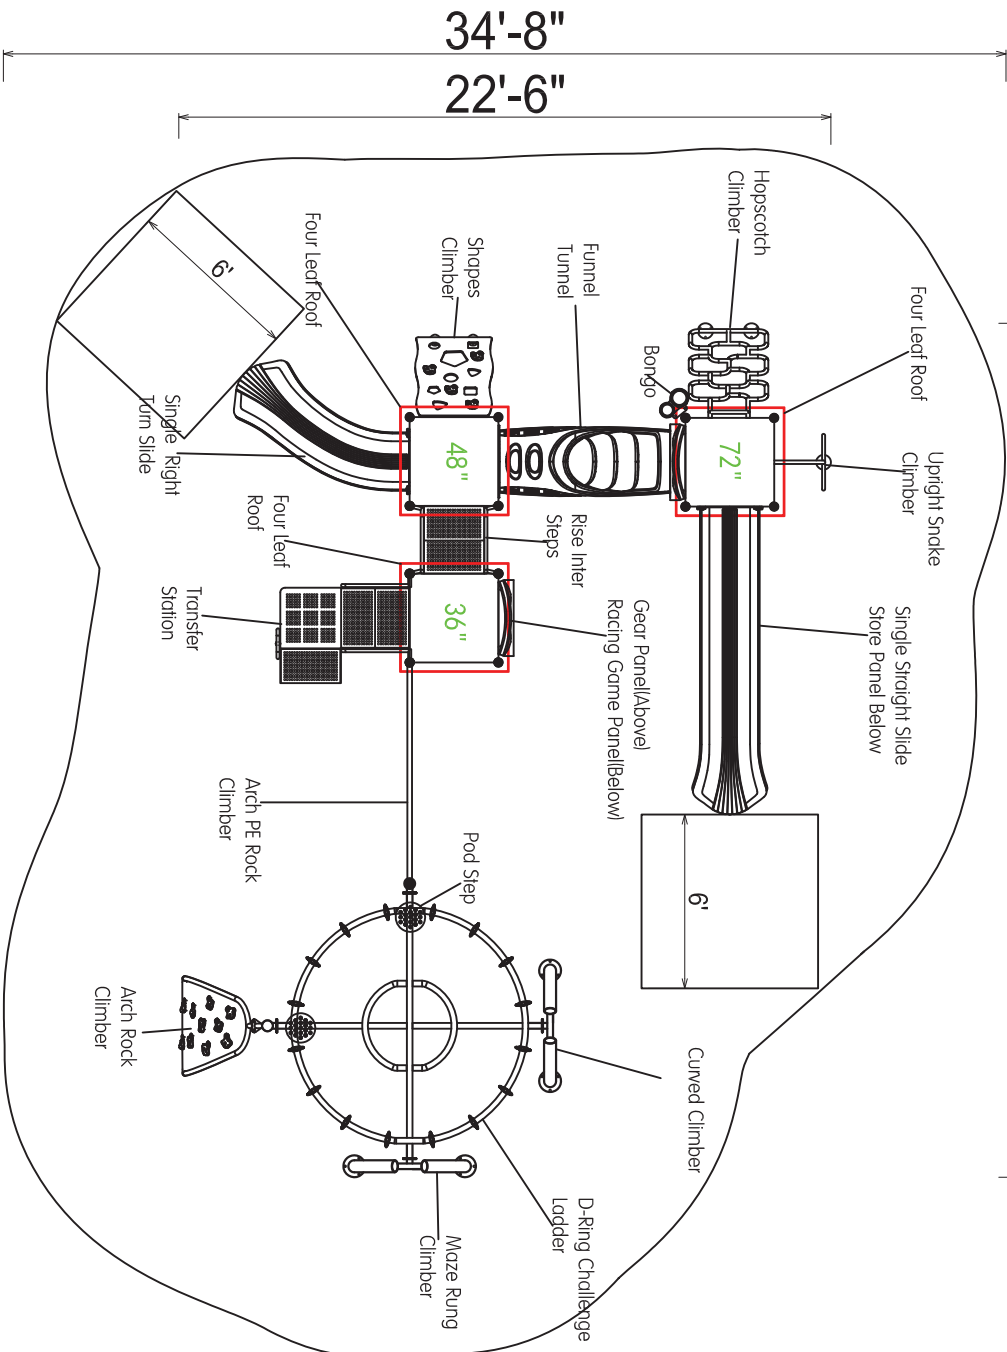 34'-8"
22'-6"
Hopscotch
Climber
Four Leaf Roof
Funnel
Tunnel
Shapes
Climber
Four Leaf Roof
6'
Bongo
Upright Snake
Climber
72"
48"
Single Right
Turn Slide
Four Leaf
Roof
Rise Inter
Steps
Single Straight Slide
Store Panel Below
Gear Panel(Above)
Racing Game Panel(Below)
36"
Transfer
Station
Arch PE Rock
Climber
Pod Step
6'
Arch Rock
Climber
Curved Climber
D-Ring Challenge
Ladder
Maze Rung
Climber